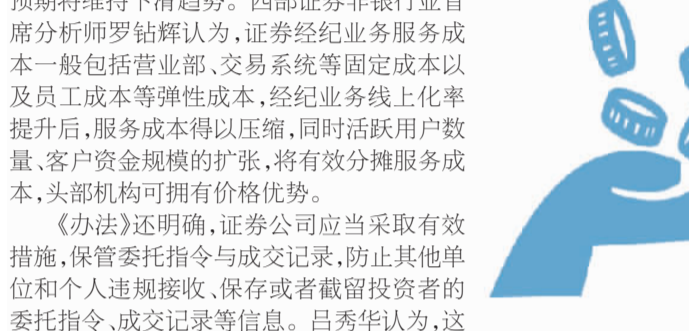 预期将维持下滑趋势。西部证券非银行业首
席分析师罗钻辉认为,证券经纪业务服务成
本一般包括营业部、交易系统等固定成本以
及员工成本等弹性成本,经纪业务线上化率
提升后,服务成本得以压缩,同时活跃用户数
量、客户资金规模的扩张,将有效分摊服务成
本,头部机构可拥有价格优势。
《办法》还明确,证券公司应当采取有效
措施,保管委托指令与成交记录,防止其他单
位和个人违规接收、保存或者截留投资者的
委托指令、成交记录等信息。吕秀华认为,这